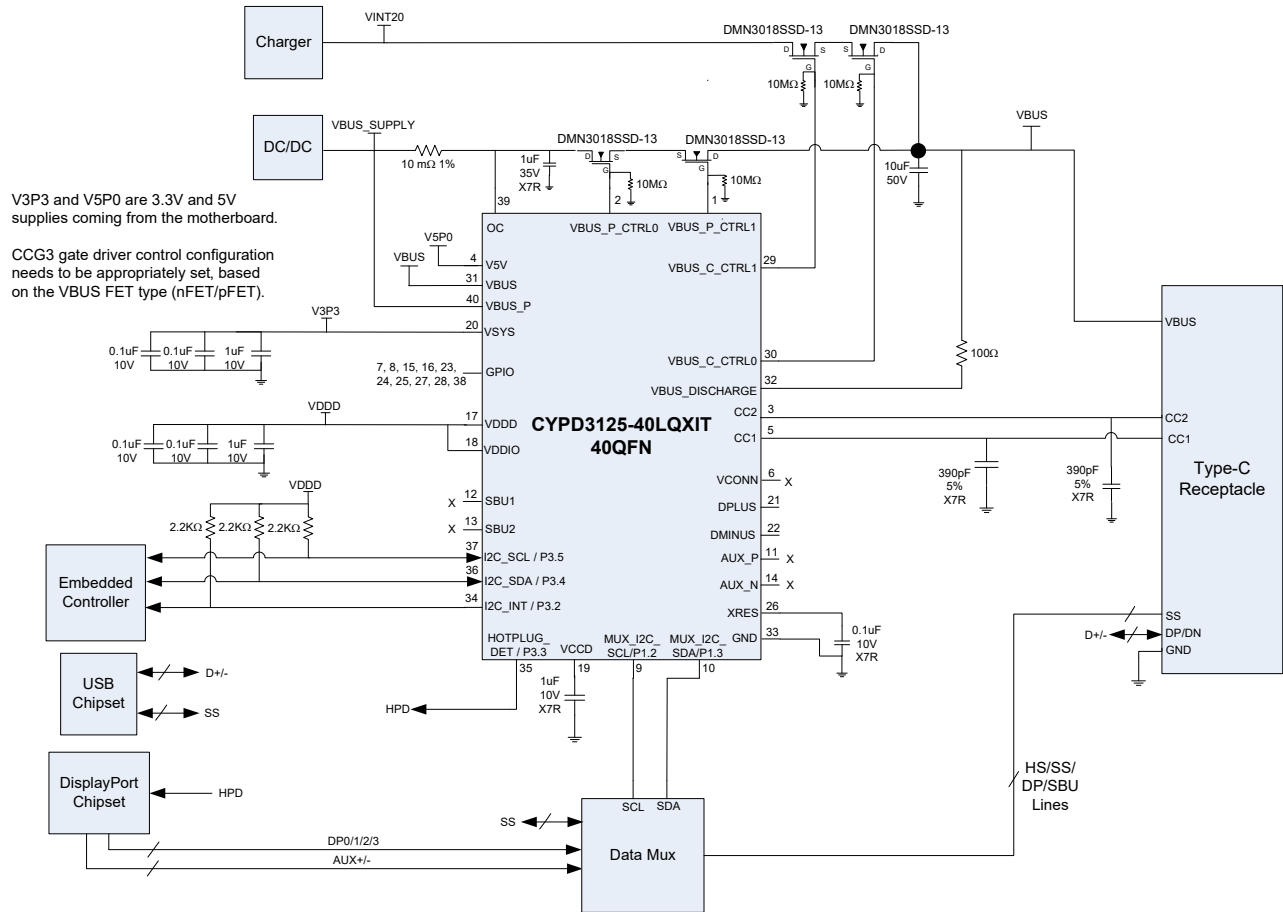 VINT20
Charger
DMN3018SSD-13 DMN3018SSD-13
D S S D
G G
10MΩ 10MΩ
VBUS_SUPPLY
DC/DC
10 mΩ 1%
1uF
35V
X7R
DMN3018SSD-13 DMN3018SSD-13
D S S D
G G
10MΩ 10MΩ
VBUS
10uF
50V
V3P3 and V5P0 are 3.3V and 5V
supplies coming from the motherboard.
CCG3 gate driver control configuration
needs to be appropriately set, based
on the VBUS FET type (nFET/pFET).
39 2 1
OC VBUS_P_CTRL0 VBUS_P_CTRL1
V5P0
4 V5V
VBUS
31 VBUS
40 VBUS_P
V3P3
20 VSYS
0.1uF
10V
0.1uF
10V
1uF
10V
7, 8, 15, 16, 23,
24, 25, 27, 28, 38
GPIO
VDDD
17 VDDD
18 VDDIO
0.1uF
10V
0.1uF
10V
1uF
10V
CYPD3125-40LQXIT
40QFN
VBUS_C_CTRL1 29
VBUS_C_CTRL0 30
VBUS_DISCHARGE 32
100Ω
CC2 3
CC1 5
390pF
5%
X7R
390pF
5%
X7R
VCONN 6 X
DPLUS 21
DMINUS 22
AUX_P 11 X
AUX_N 14 X
XRES 26
GND 33
0.1uF
10V
X7R
VDDD
X 12 SBU1
X 13 SBU2
2.2KΩ 2.2KΩ 2.2KΩ
37 I2C_SCL / P3.5
36 I2C_SDA / P3.4
34 I2C_INT / P3.2
Embedded
Controller
HOTPLUG_
DET / P3.3
35
VCCD
19
MUX_I2C_
SCL/P1.2
9
MUX_I2C_
SDA/P1.3
10
1uF
10V
X7R
HPD
USB
Chipset
D+/-
SS
DisplayPort
Chipset
HPD
DP0/1/2/3
AUX+/-
SS
SCL SDA
Data Mux
HS/SS/
DP/SBU
Lines
VBUS
CC2
CC1
Type-C
Receptacle
SS
D+/- DP/DN
GND